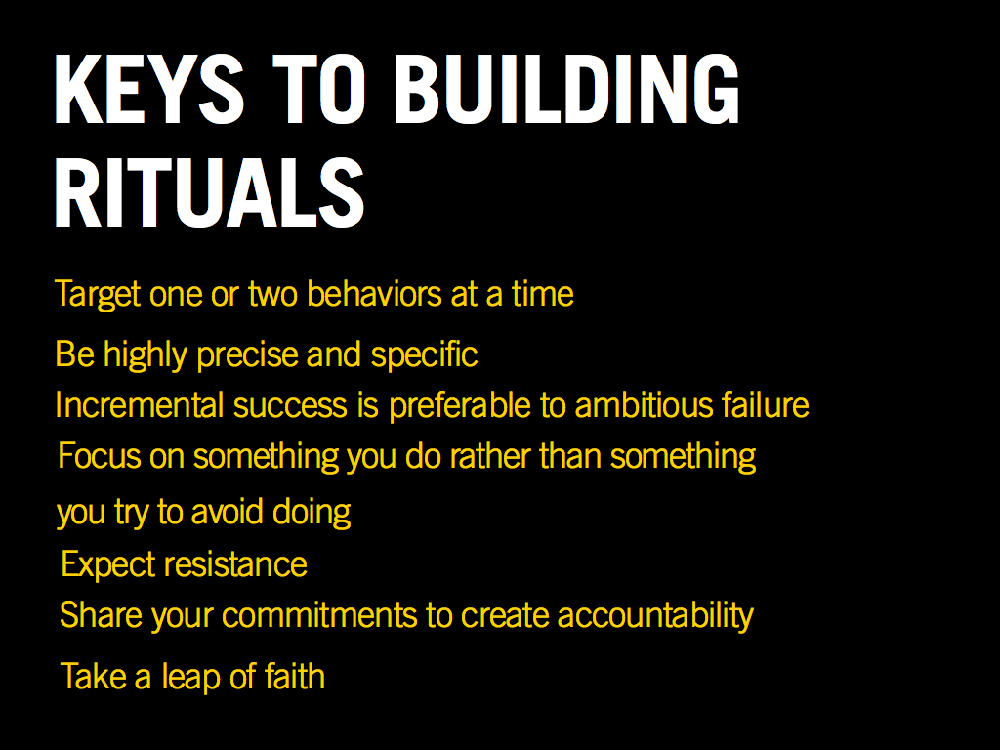 KEYS TO BUILDING
RITUALS
Target one or two behaviors at a time
Be highly precise and specific
Incremental success is preferable to ambitious failure
Focus on something you do rather than something
you try to avoid doing
Expect resistance
Share your commitments to create accountability
Take a leap of faith